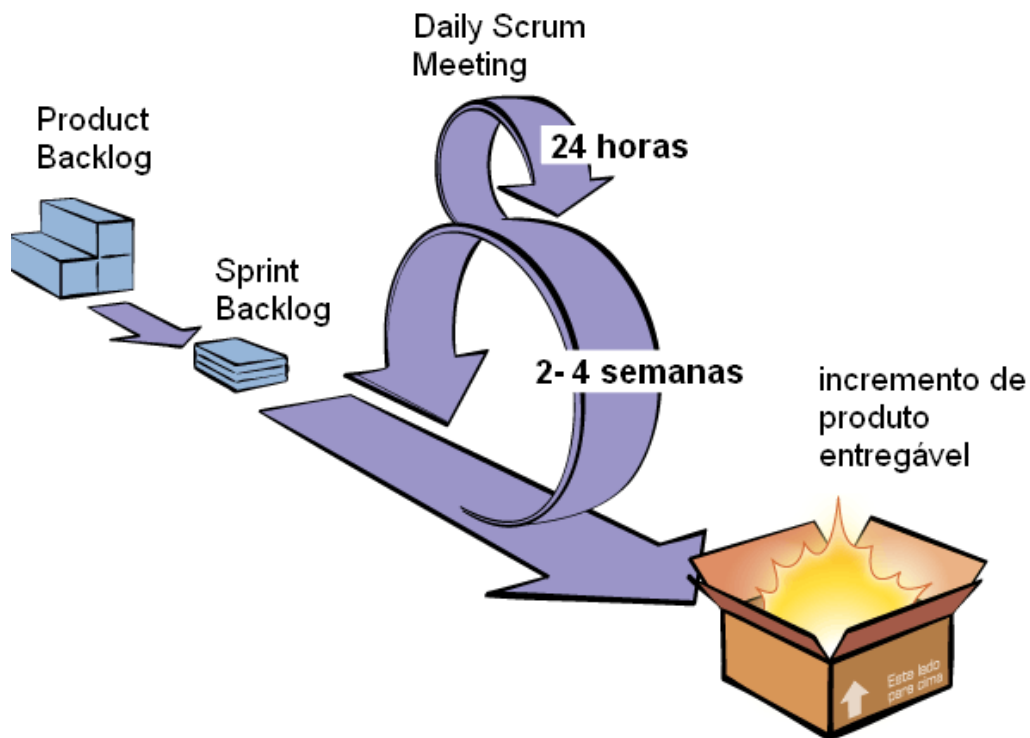 Daily Scrum
Meeting
24 horas
Product
Backlog
Sprint
Backlog
2- 4 semanas
incremento de
produto
entregável
Este lado
para cima